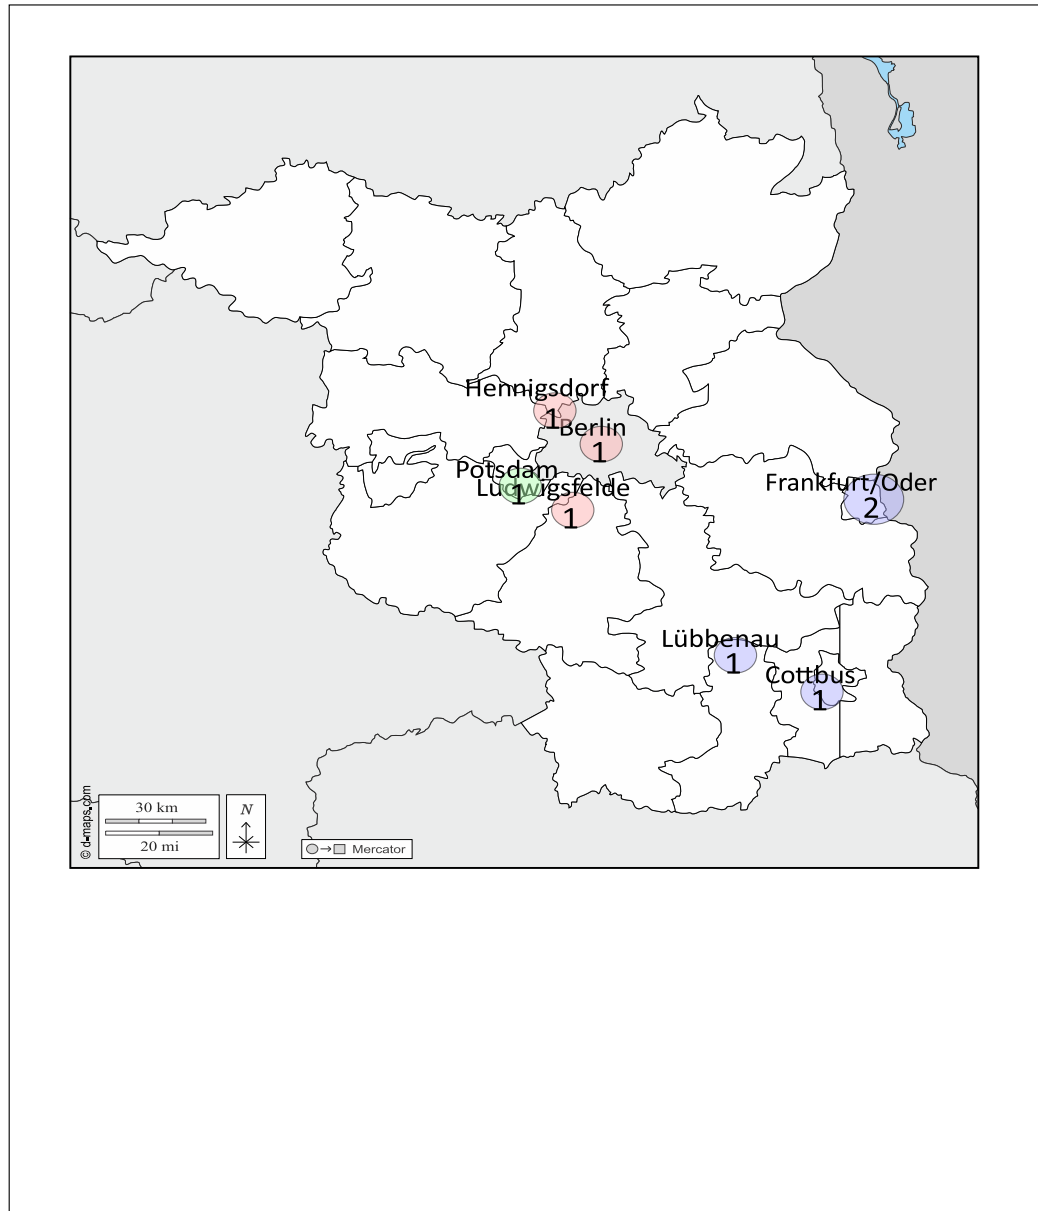 Hennigsdorf
1
Berlin
1
Potsdam
1
Ludwigsfelde
1
Frankfurt/Oder
2
Lübbenau
1
Cottbus
1
© d-maps.com
30 km
20 mi
N
Mercator